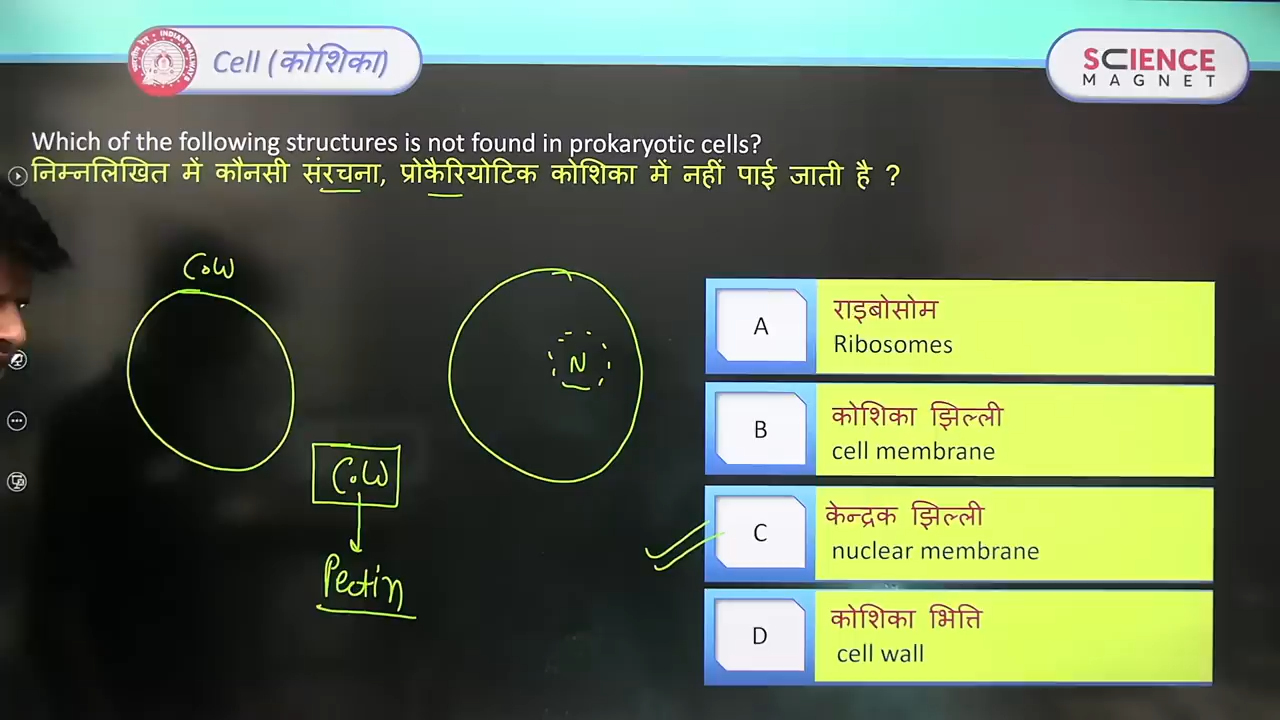 Cell (कोशिका)
SCIENCE
MAGNET
Which of the following structures is not found in prokaryotic cells?
निम्नलिखित में कौनसी संरचना, प्रोकैरियोटिक कोशिका में नहीं पाई जाती है ?
C.W
N
C.W
Pectin
A
राइबोसोम
Ribosomes
B
कोशिका झिल्ली
cell membrane
C
केन्द्रक झिल्ली
nuclear membrane
D
कोशिका भित्ति
cell wall